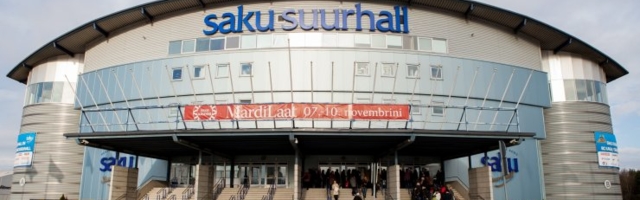 saku suurhall
MardiLaat 07-10 novembrini
saku
saku